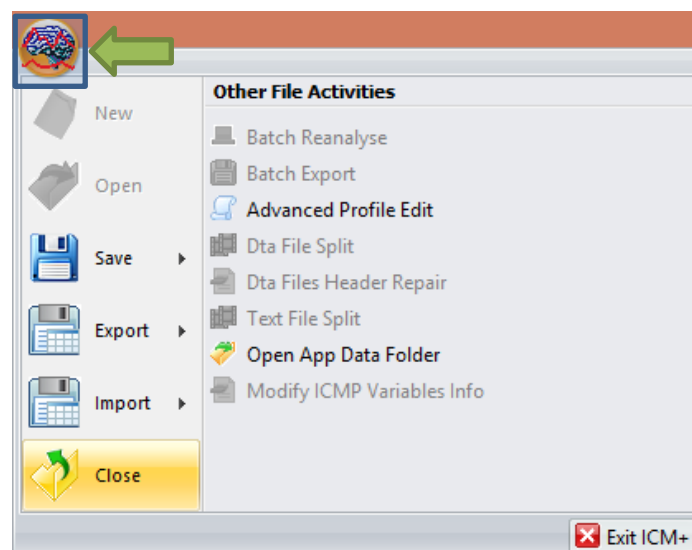 Other File Activities
New
Batch Reanalyse
Batch Export
Open
Advanced Profile Edit
Dta File Split
Save
Dta Files Header Repair
Text File Split
Export
Open App Data Folder
Modify ICMP Variables Info
Import
Close
Exit ICM+